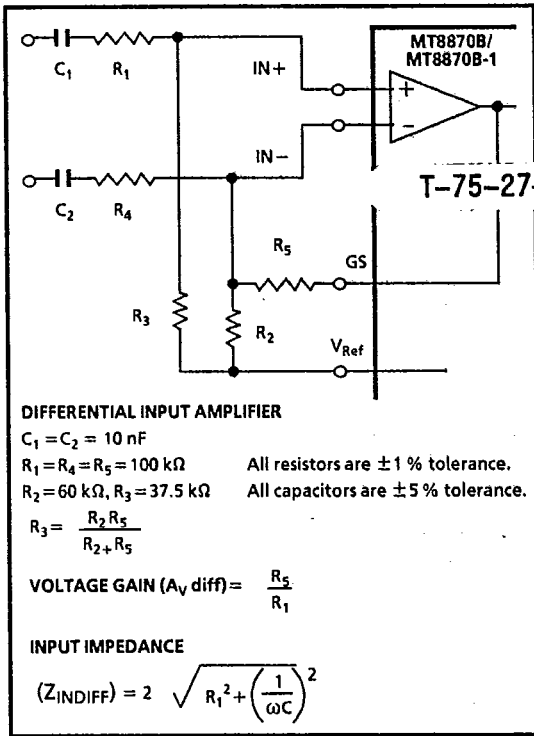 MT8870B/
MT8870B-1
C1 R1 IN+
+
−
IN−
C2 R4
T-75-27-
R5 GS
R3 R2 VRef
DIFFERENTIAL INPUT AMPLIFIER
C1 = C2 = 10 nF
R1 = R4 = R5 = 100 kΩ All resistors are ±1 % tolerance.
R2 = 60 kΩ, R3 = 37.5 kΩ All capacitors are ±5 % tolerance.
R3 = R2 R5 / R2 + R5
VOLTAGE GAIN (AV diff) = R5 / R1
INPUT IMPEDANCE
(ZINDIFF) = 2 √ R1² + (1 / ωC)²